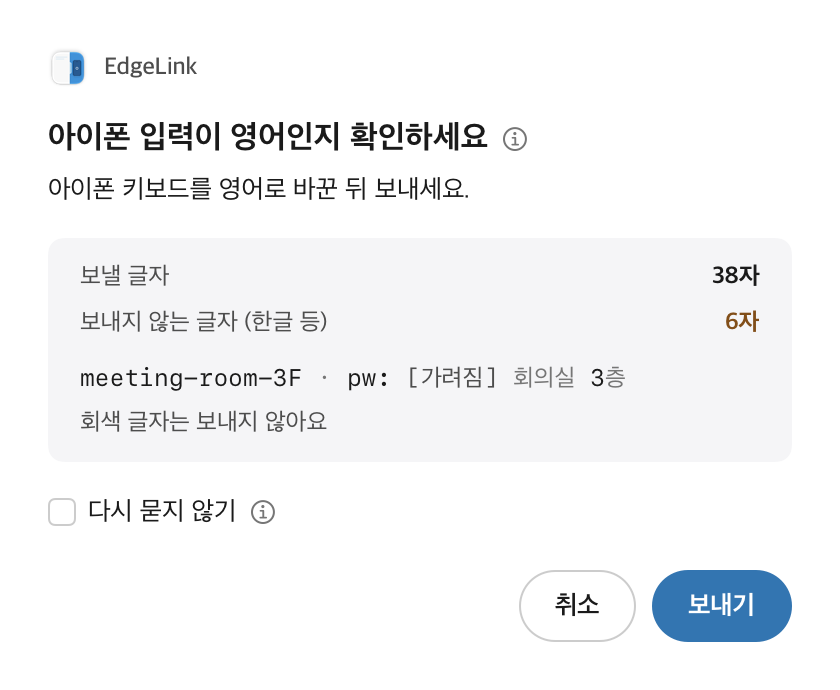 EdgeLink
아이폰 입력이 영어인지 확인하세요
아이폰 키보드를 영어로 바꾼 뒤 보내세요.
보낼 글자 38자
보내지 않는 글자 (한글 등) 6자
meeting-room-3F · pw: [가려짐] 회의실 3층
회색 글자는 보내지 않아요
다시 묻지 않기
취소 보내기